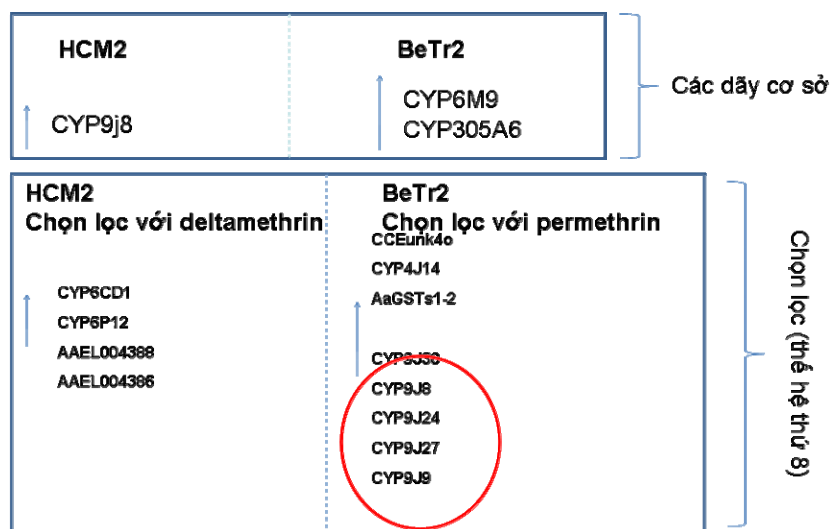 HCM2
CYP9j8
BeTr2
CYP6M9
CYP305A6
Các dãy cơ sở
HCM2
Chọn lọc với deltamethrin
CYP6CD1
CYP6P12
AAEL004388
AAEL004386
BeTr2
Chọn lọc với permethrin
CCEunk4o
CYP4J14
AaGSTs1-2
CYP9J8
CYP9J24
CYP9J27
CYP9J9
Chọn lọc (thế hệ thứ 8)